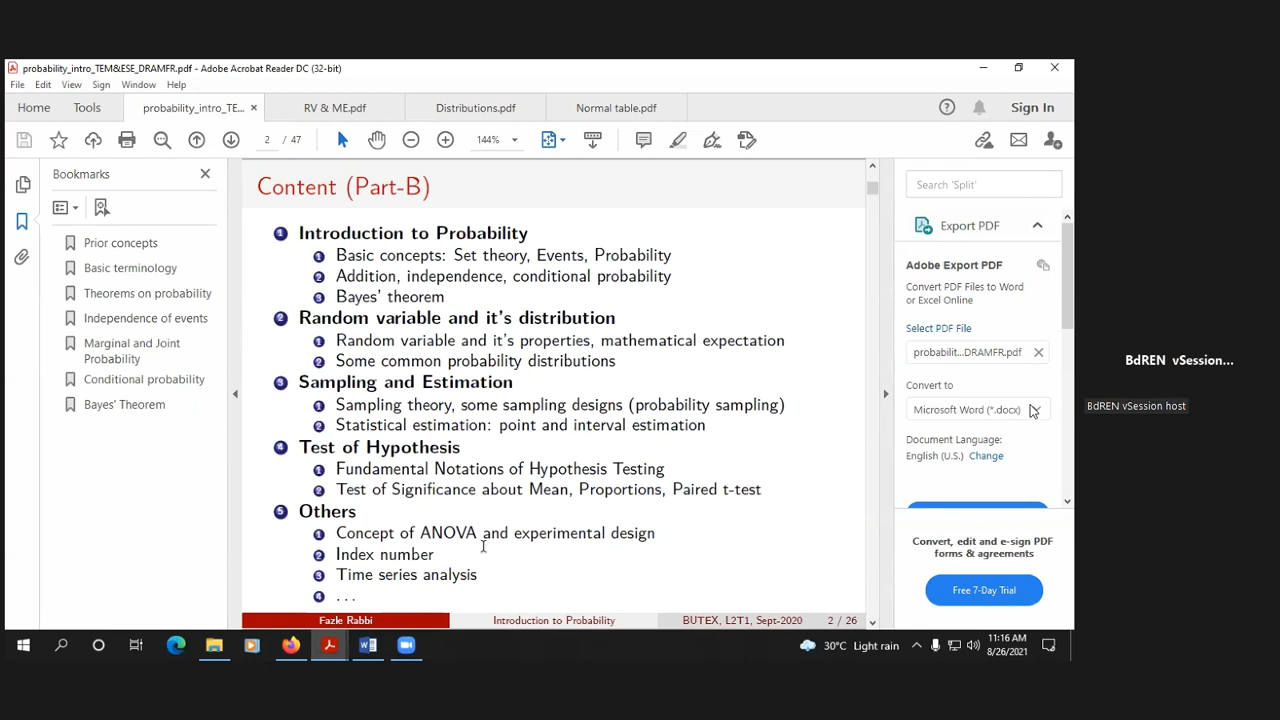 probability_intro_TEM&ESE_DRAMFR.pdf - Adobe Acrobat Reader DC (32-bit)
File Edit View Sign Window Help
Home Tools probability_intro_TE... × RV & ME.pdf Distributions.pdf Normal table.pdf Sign In
2 / 47 144%
Bookmarks
Prior concepts
Basic terminology
Theorems on probability
Independence of events
Marginal and Joint
Probability
Conditional probability
Bayes' Theorem
Content (Part-B)
1 Introduction to Probability
1 Basic concepts: Set theory, Events, Probability
2 Addition, independence, conditional probability
3 Bayes' theorem
2 Random variable and it's distribution
1 Random variable and it's properties, mathematical expectation
2 Some common probability distributions
3 Sampling and Estimation
1 Sampling theory, some sampling designs (probability sampling)
2 Statistical estimation: point and interval estimation
4 Test of Hypothesis
1 Fundamental Notations of Hypothesis Testing
2 Test of Significance about Mean, Proportions, Paired t-test
5 Others
1 Concept of ANOVA and experimental design
2 Index number
3 Time series analysis
4 ...
Fazle Rabbi Introduction to Probability BUTEX, L2T1, Sept-2020 2 / 26
Search 'Split'
Export PDF
Adobe Export PDF
Convert PDF Files to Word
or Excel Online
Select PDF File
probabilit...DRAMFR.pdf
Convert to
Microsoft Word (*.docx)
Document Language:
English (U.S.) Change
Convert, edit and e-sign PDF
forms & agreements
Free 7-Day Trial
BdREN vSession...
BdREN vSession host
30°C Light rain
11:16 AM
8/26/2021